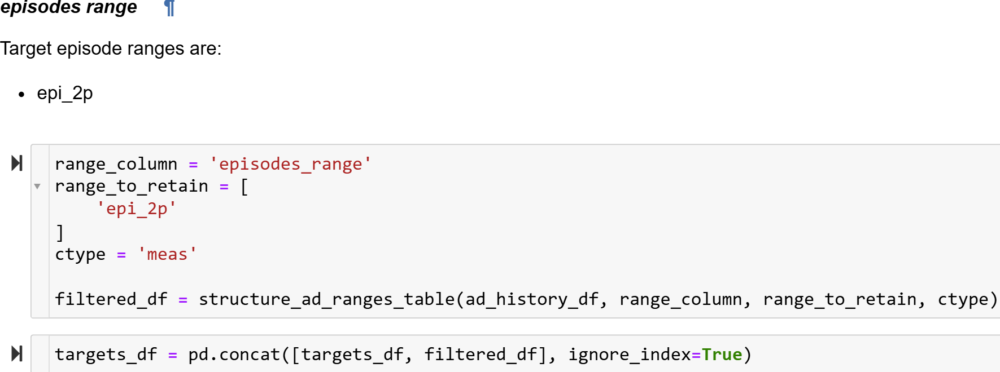 episodes range ¶
Target episode ranges are:
• epi_2p
range_column = 'episodes_range'
range_to_retain = [
    'epi_2p'
]
ctype = 'meas'
filtered_df = structure_ad_ranges_table(ad_history_df, range_column, range_to_retain, ctype)
targets_df = pd.concat([targets_df, filtered_df], ignore_index=True)